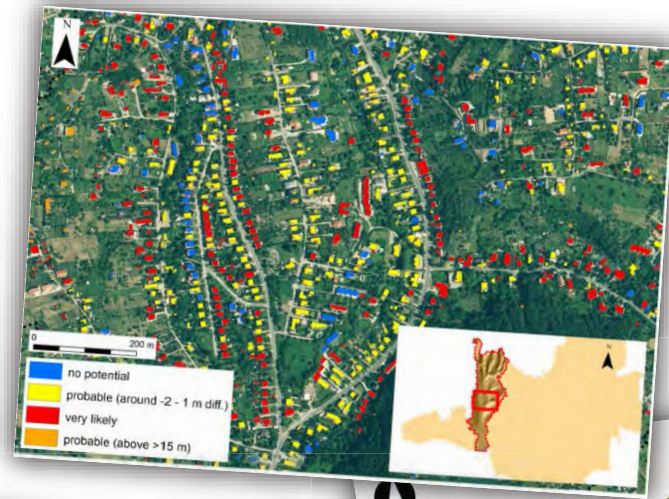 N
0 200 m
no potential
probable (around -2 - 1 m diff.)
very likely
probable (above >15 m)
N